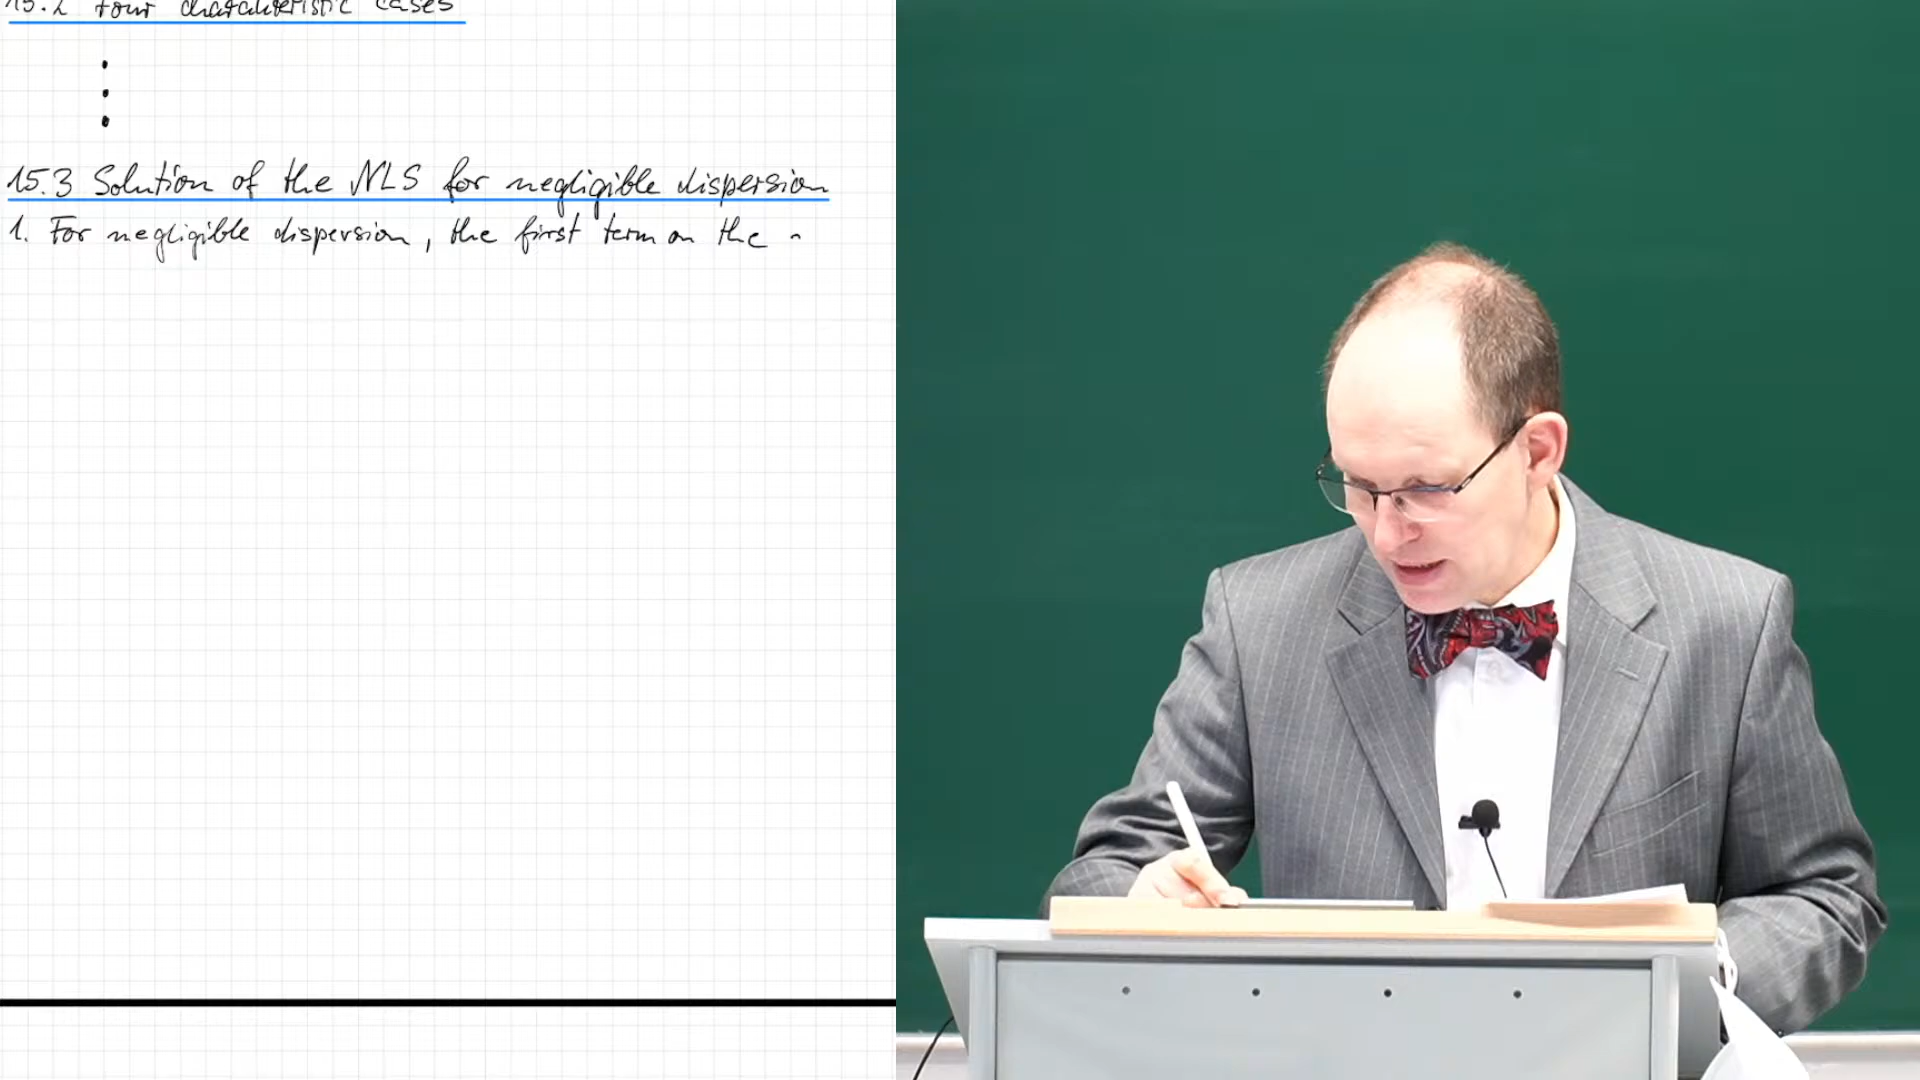 15.2 Four charakteristic cases
15.3 Solution of the NLS for negligible dispersion
1. For negligible dispersion, the first term on the